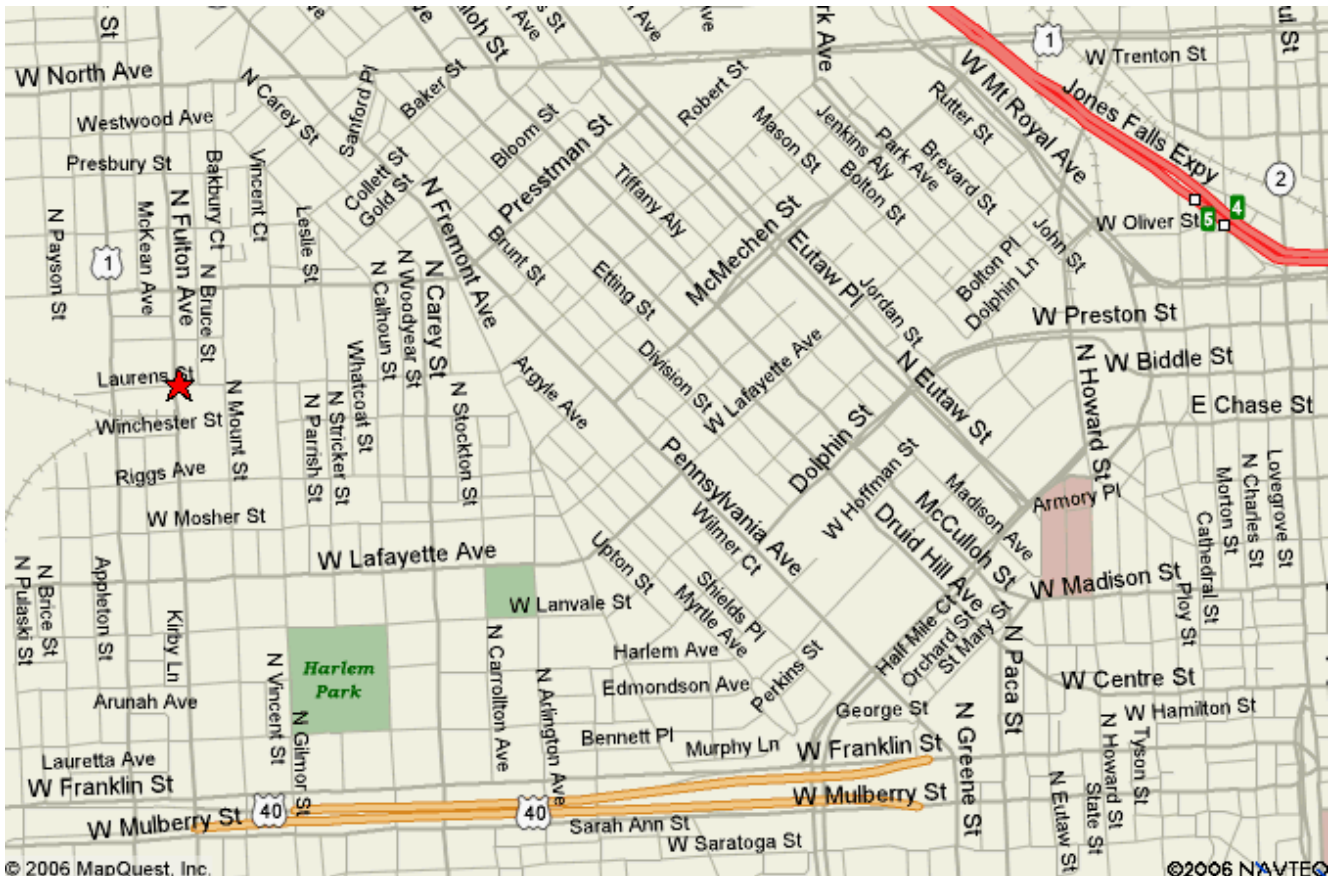 W North Ave
Westwood Ave
Presbury St
N Carey St
Sanford Pl
Baker St
Collett St
Gold St
Bloom St
Presstman St
Robert St
Park Ave
Mason St
Jenkins Aly
Bolton St
Rutter St
Brevard St
W Mt Royal Ave
1
W Trenton St
Jones Falls Expy
2
W Oliver St
5
4
N Payson St
1
McKean Ave
N Fulton Ave
Bakbury Ct
N Bruce St
Vincent Ct
Leslie St
N Calhoun St
N Woodyear St
N Carey St
N Fremont Ave
Brunt St
Tiffany Aly
Etting St
McMechen St
Eutaw Pl
Jordan St
Bolton Pl
Dolphin Ln
John St
W Preston St
W Biddle St
E Chase St
Laurens St
Winchester St
Riggs Ave
W Mosher St
N Mount St
N Parrish St
N Stricker St
Whatcoat St
N Stockton St
Argyle Ave
Division St
W Lafayette Ave
Dolphin St
N Eutaw St
N Howard St
Pennsylvania Ave
Wilmer Ct
W Hoffman St
Madison Ave
McCulloh St
Druid Hill Ave
Armory Pl
Morton St
N Charles St
Lovegrove St
Cathedral St
W Lafayette Ave
W Lanvale St
Upton St
Shields Pl
Myrtle Ave
Perkins St
Half Mile Ct
Orchard St
St Mary St
W Madison St
Ploy St
N Pulaski St
N Brice St
Appleton St
Kirby Ln
Arunah Ave
Harlem
Park
N Vincent St
N Gilmor St
N Carrollton Ave
N Arlington Ave
Harlem Ave
Edmondson Ave
Bennett Pl
Murphy Ln
George St
N Paca St
N Greene St
W Centre St
W Hamilton St
N Howard St
Tyson St
State St
N Eutaw St
Lauretta Ave
W Franklin St
W Franklin St
W Mulberry St
40
40
W Mulberry St
Sarah Ann St
W Saratoga St
© 2006 MapQuest, Inc.
©2006 NAVTEQ